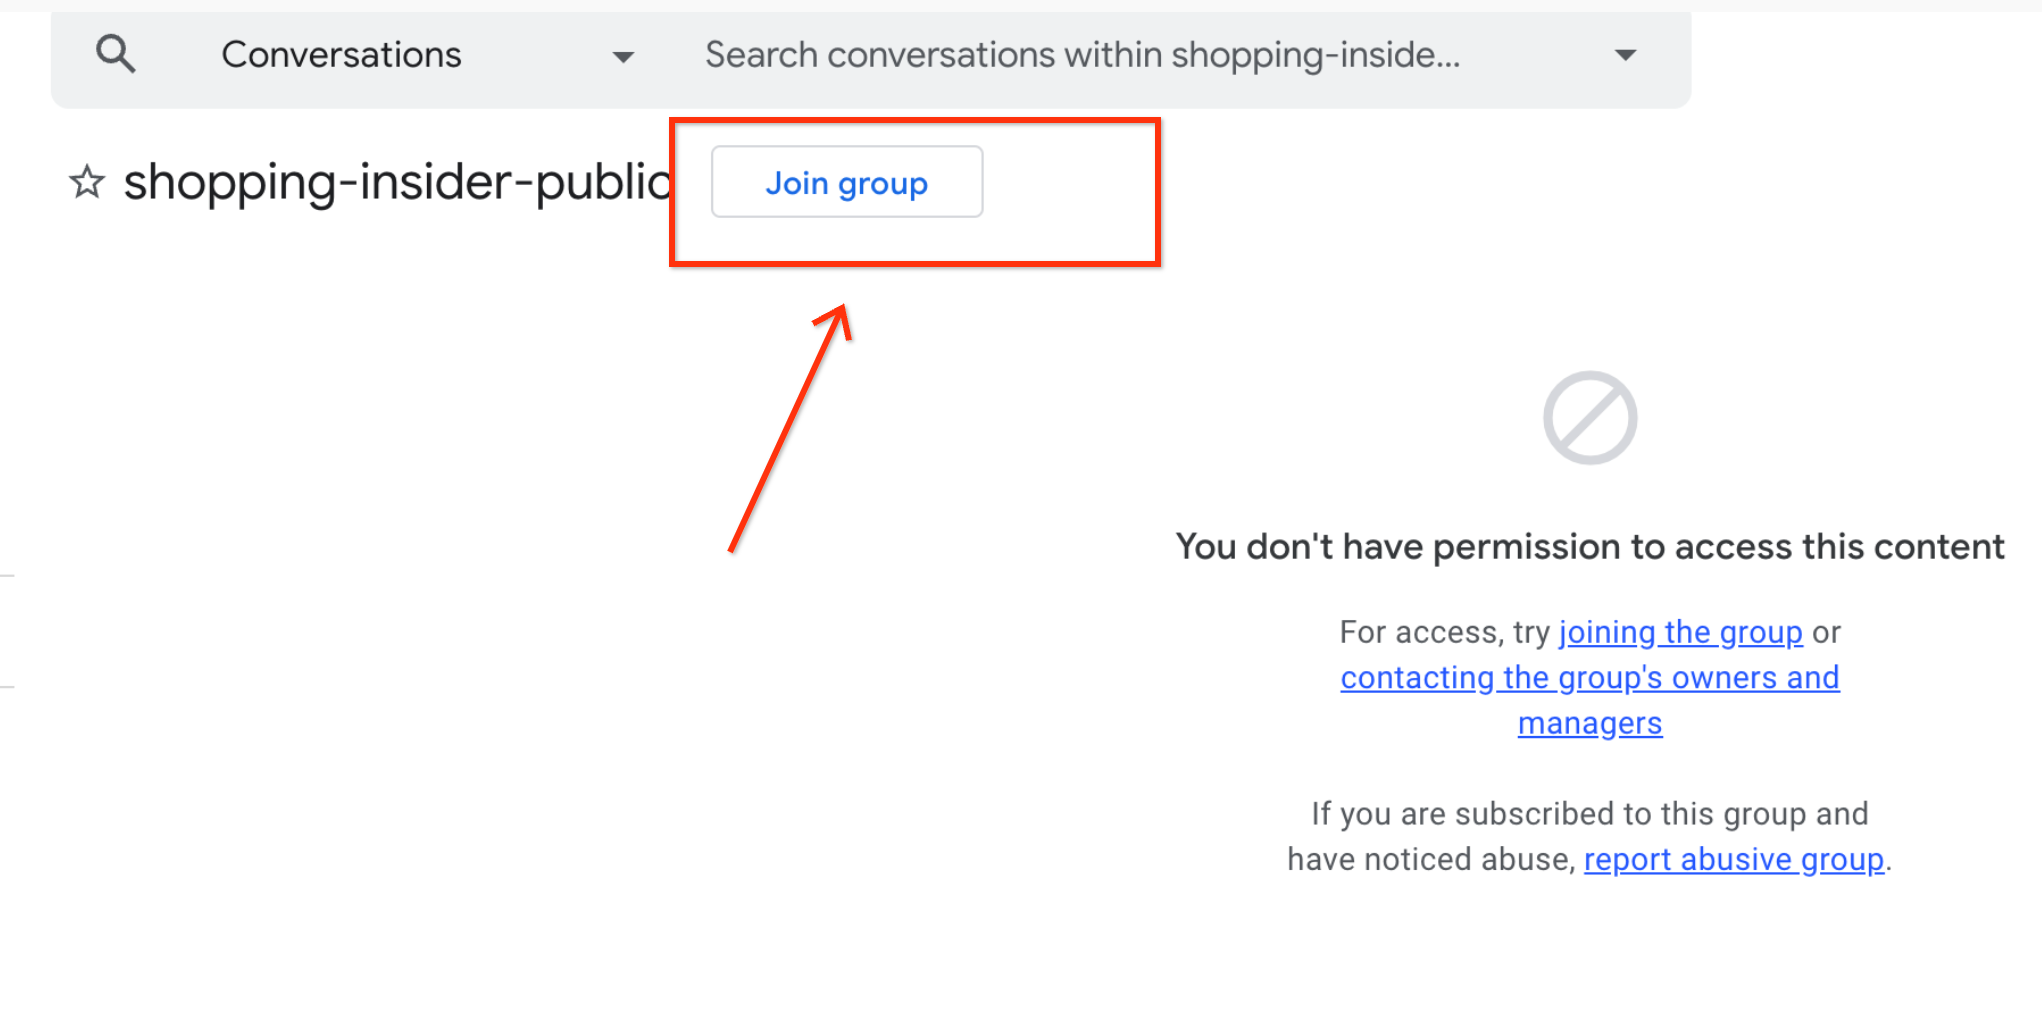 Conversations
Search conversations within shopping-inside...
shopping-insider-public
Join group
You don't have permission to access this content
For access, try joining the group or
contacting the group's owners and
managers
If you are subscribed to this group and
have noticed abuse, report abusive group.